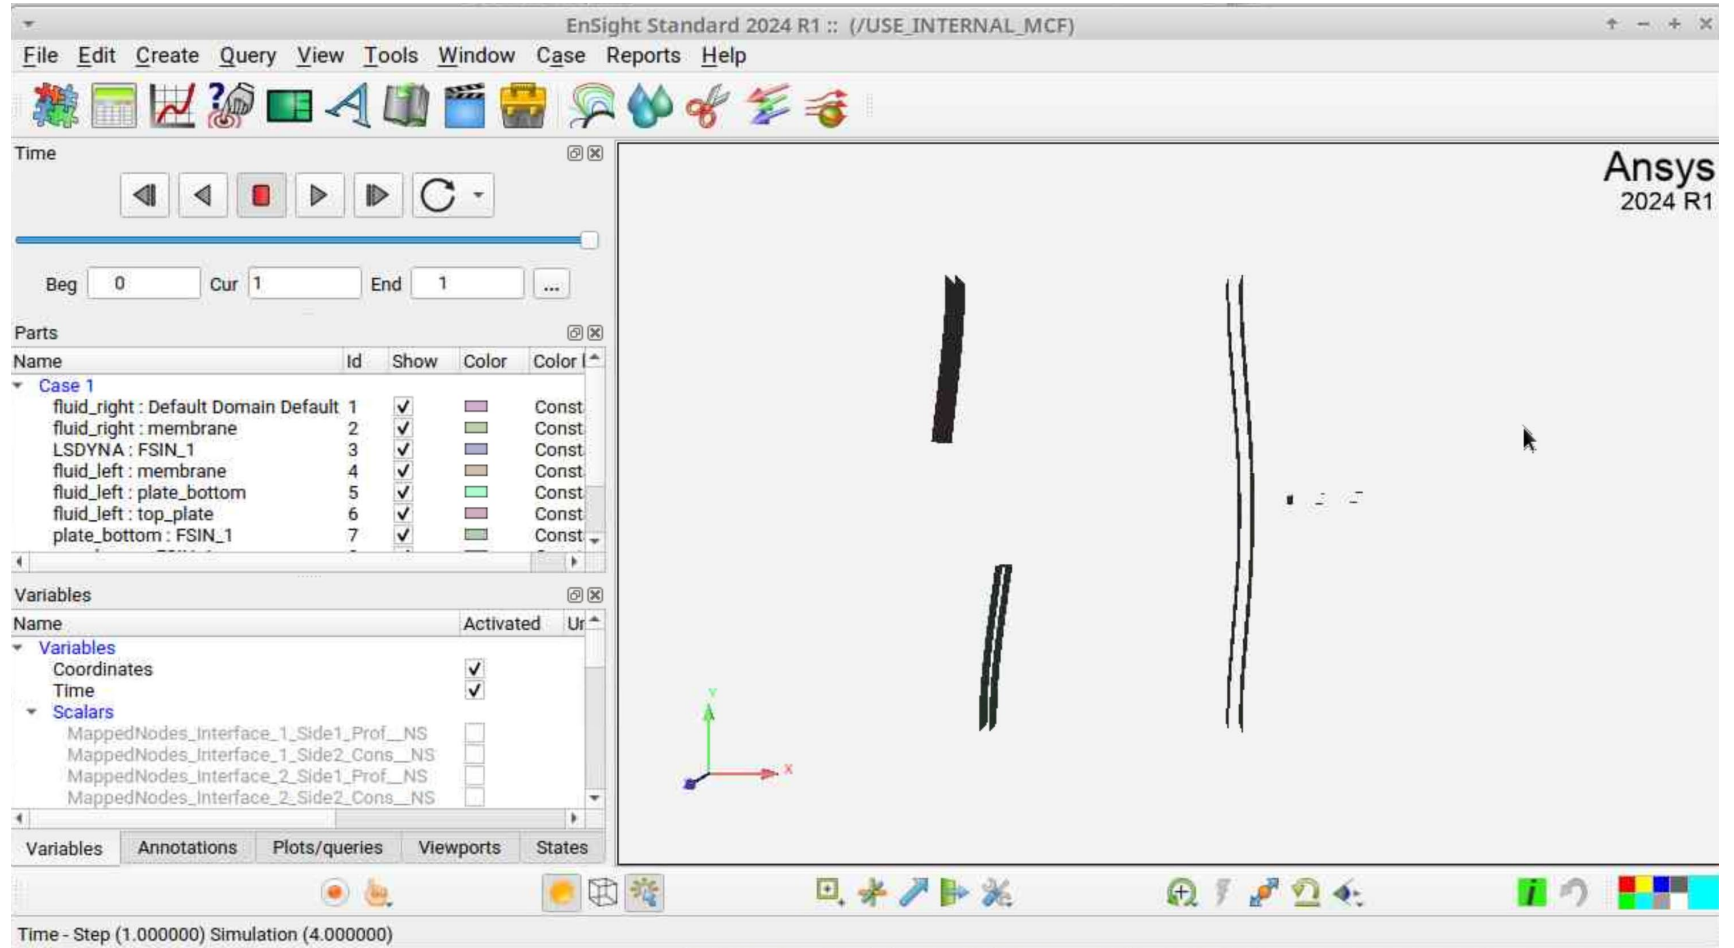 EnSight Standard 2024 R1 :: (/USE_INTERNAL_MCF)
File Edit Create Query View Tools Window Case Reports Help
Time
Beg 0 Cur 1 End 1 ...
Parts
Name Id Show Color Color
Case 1
fluid_right : Default Domain Default 1 Const
fluid_right : membrane 2 Const
LSDYNA : FSIN_1 3 Const
fluid_left : membrane 4 Const
fluid_left : plate_bottom 5 Const
fluid_left : top_plate 6 Const
plate_bottom : FSIN_1 7 Const
Variables
Name Activated Ur
Variables
Coordinates
Time
Scalars
MappedNodes_Interface_1_Side1_Prof__NS
MappedNodes_Interface_1_Side2_Cons__NS
MappedNodes_Interface_2_Side1_Prof__NS
MappedNodes_Interface_2_Side2_Cons__NS
Variables Annotations Plots/queries Viewports States
Ansys
2024 R1
Y
X
Time - Step (1.000000) Simulation (4.000000)